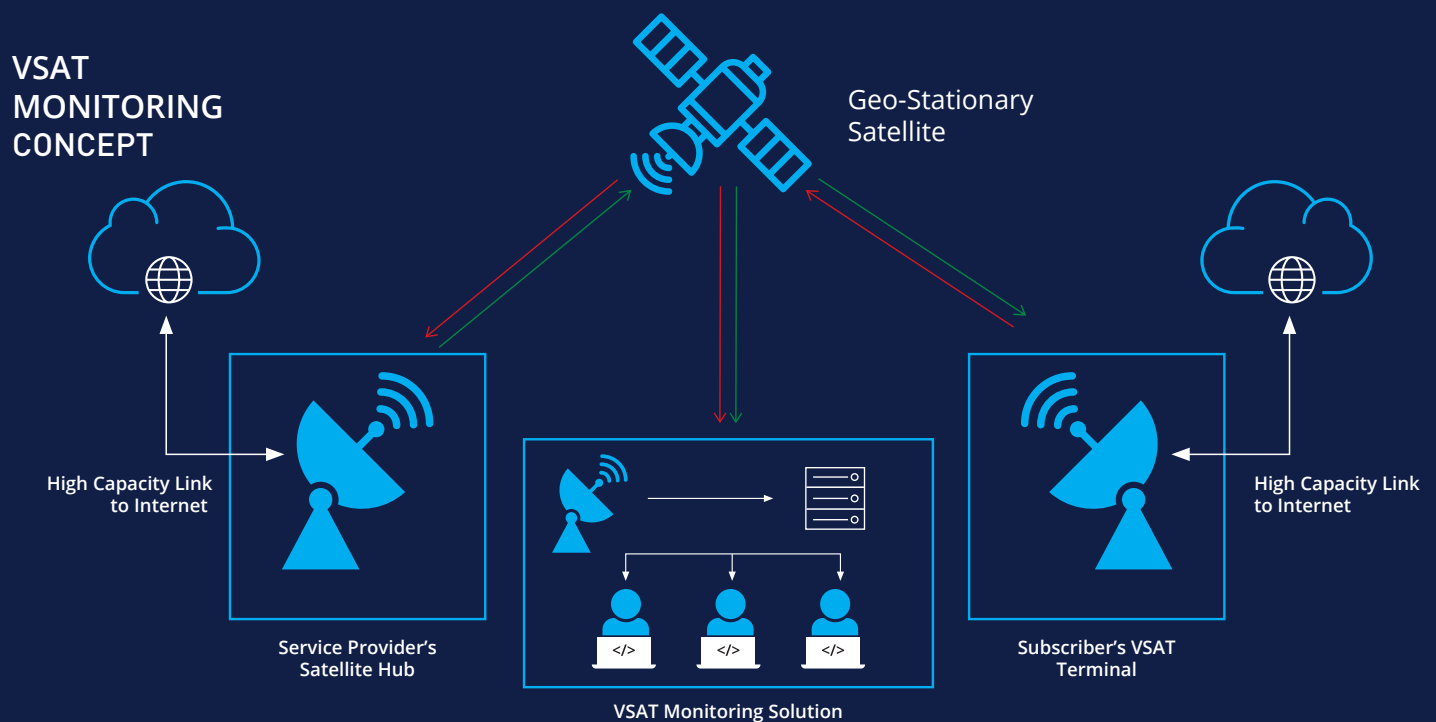 VSAT
MONITORING
CONCEPT
Geo-Stationary
Satellite
High Capacity Link
to Internet
High Capacity Link
to Internet
</>
</>
</>
Service Provider’s
Satellite Hub
Subscriber’s VSAT
Terminal
VSAT Monitoring Solution